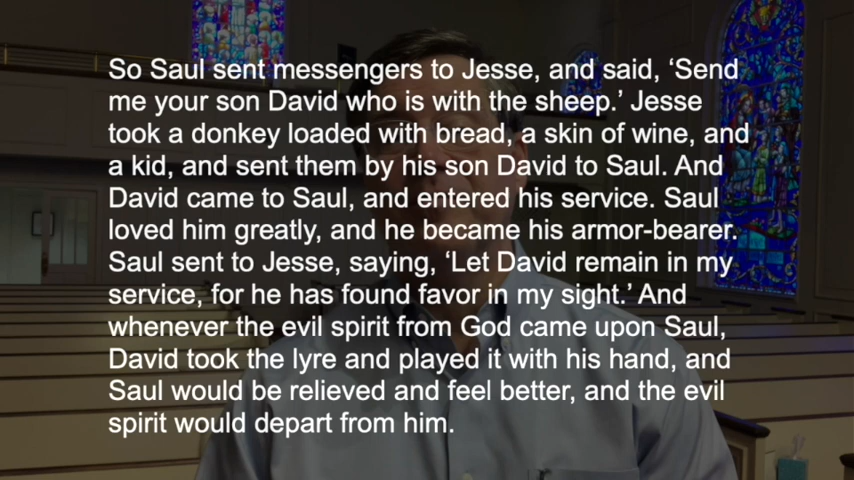 So Saul sent messengers to Jesse, and said, ‘Send
me your son David who is with the sheep.’ Jesse
took a donkey loaded with bread, a skin of wine, and
a kid, and sent them by his son David to Saul. And
David came to Saul, and entered his service. Saul
loved him greatly, and he became his armor-bearer.
Saul sent to Jesse, saying, ‘Let David remain in my
service, for he has found favor in my sight.’ And
whenever the evil spirit from God came upon Saul,
David took the lyre and played it with his hand, and
Saul would be relieved and feel better, and the evil
spirit would depart from him.